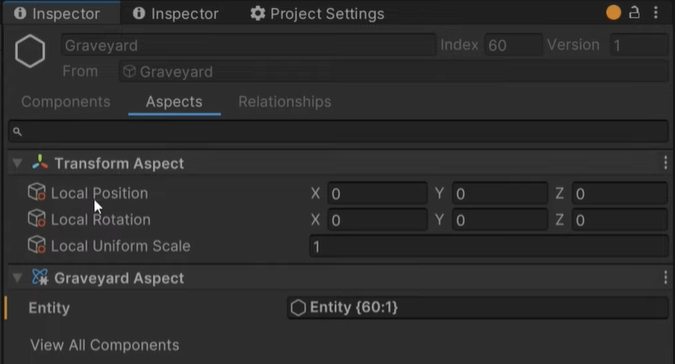 Inspector Inspector Project Settings
Graveyard Index 60 Version 1
From Graveyard
Components Aspects Relationships
Transform Aspect
Local Position X 0 Y 0 Z 0
Local Rotation X 0 Y 0 Z 0
Local Uniform Scale 1
Graveyard Aspect
Entity Entity {60:1}
View All Components